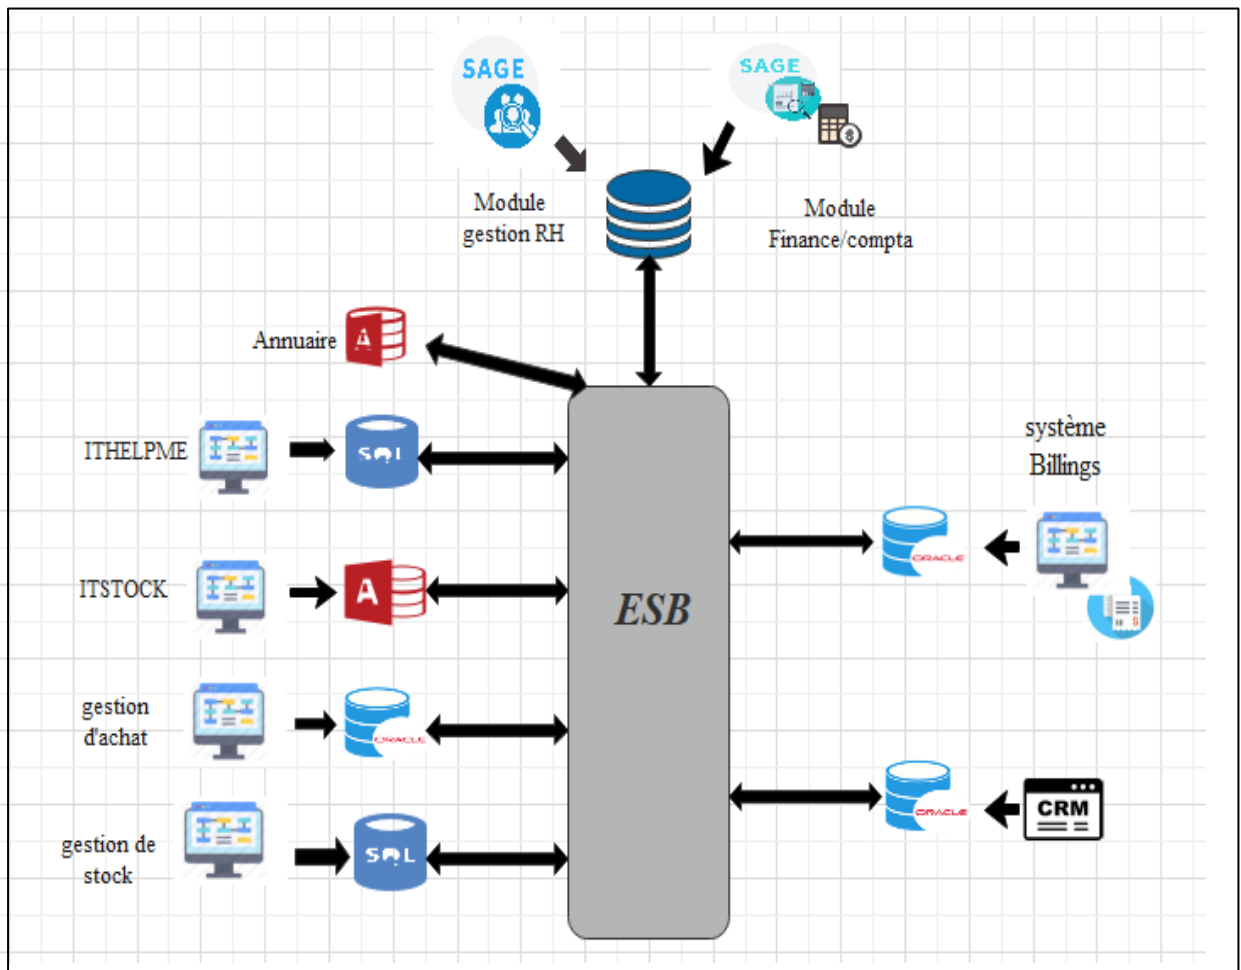 SAGE
SAGE
Module
gestion RH
Module
Finance/compta
Annuaire
A
ITHELPME
SQL
système
Billings
ORACLE
ITSTOCK
A
ESB
gestion
d'achat
ORACLE
ORACLE
CRM
gestion de
stock
SQL